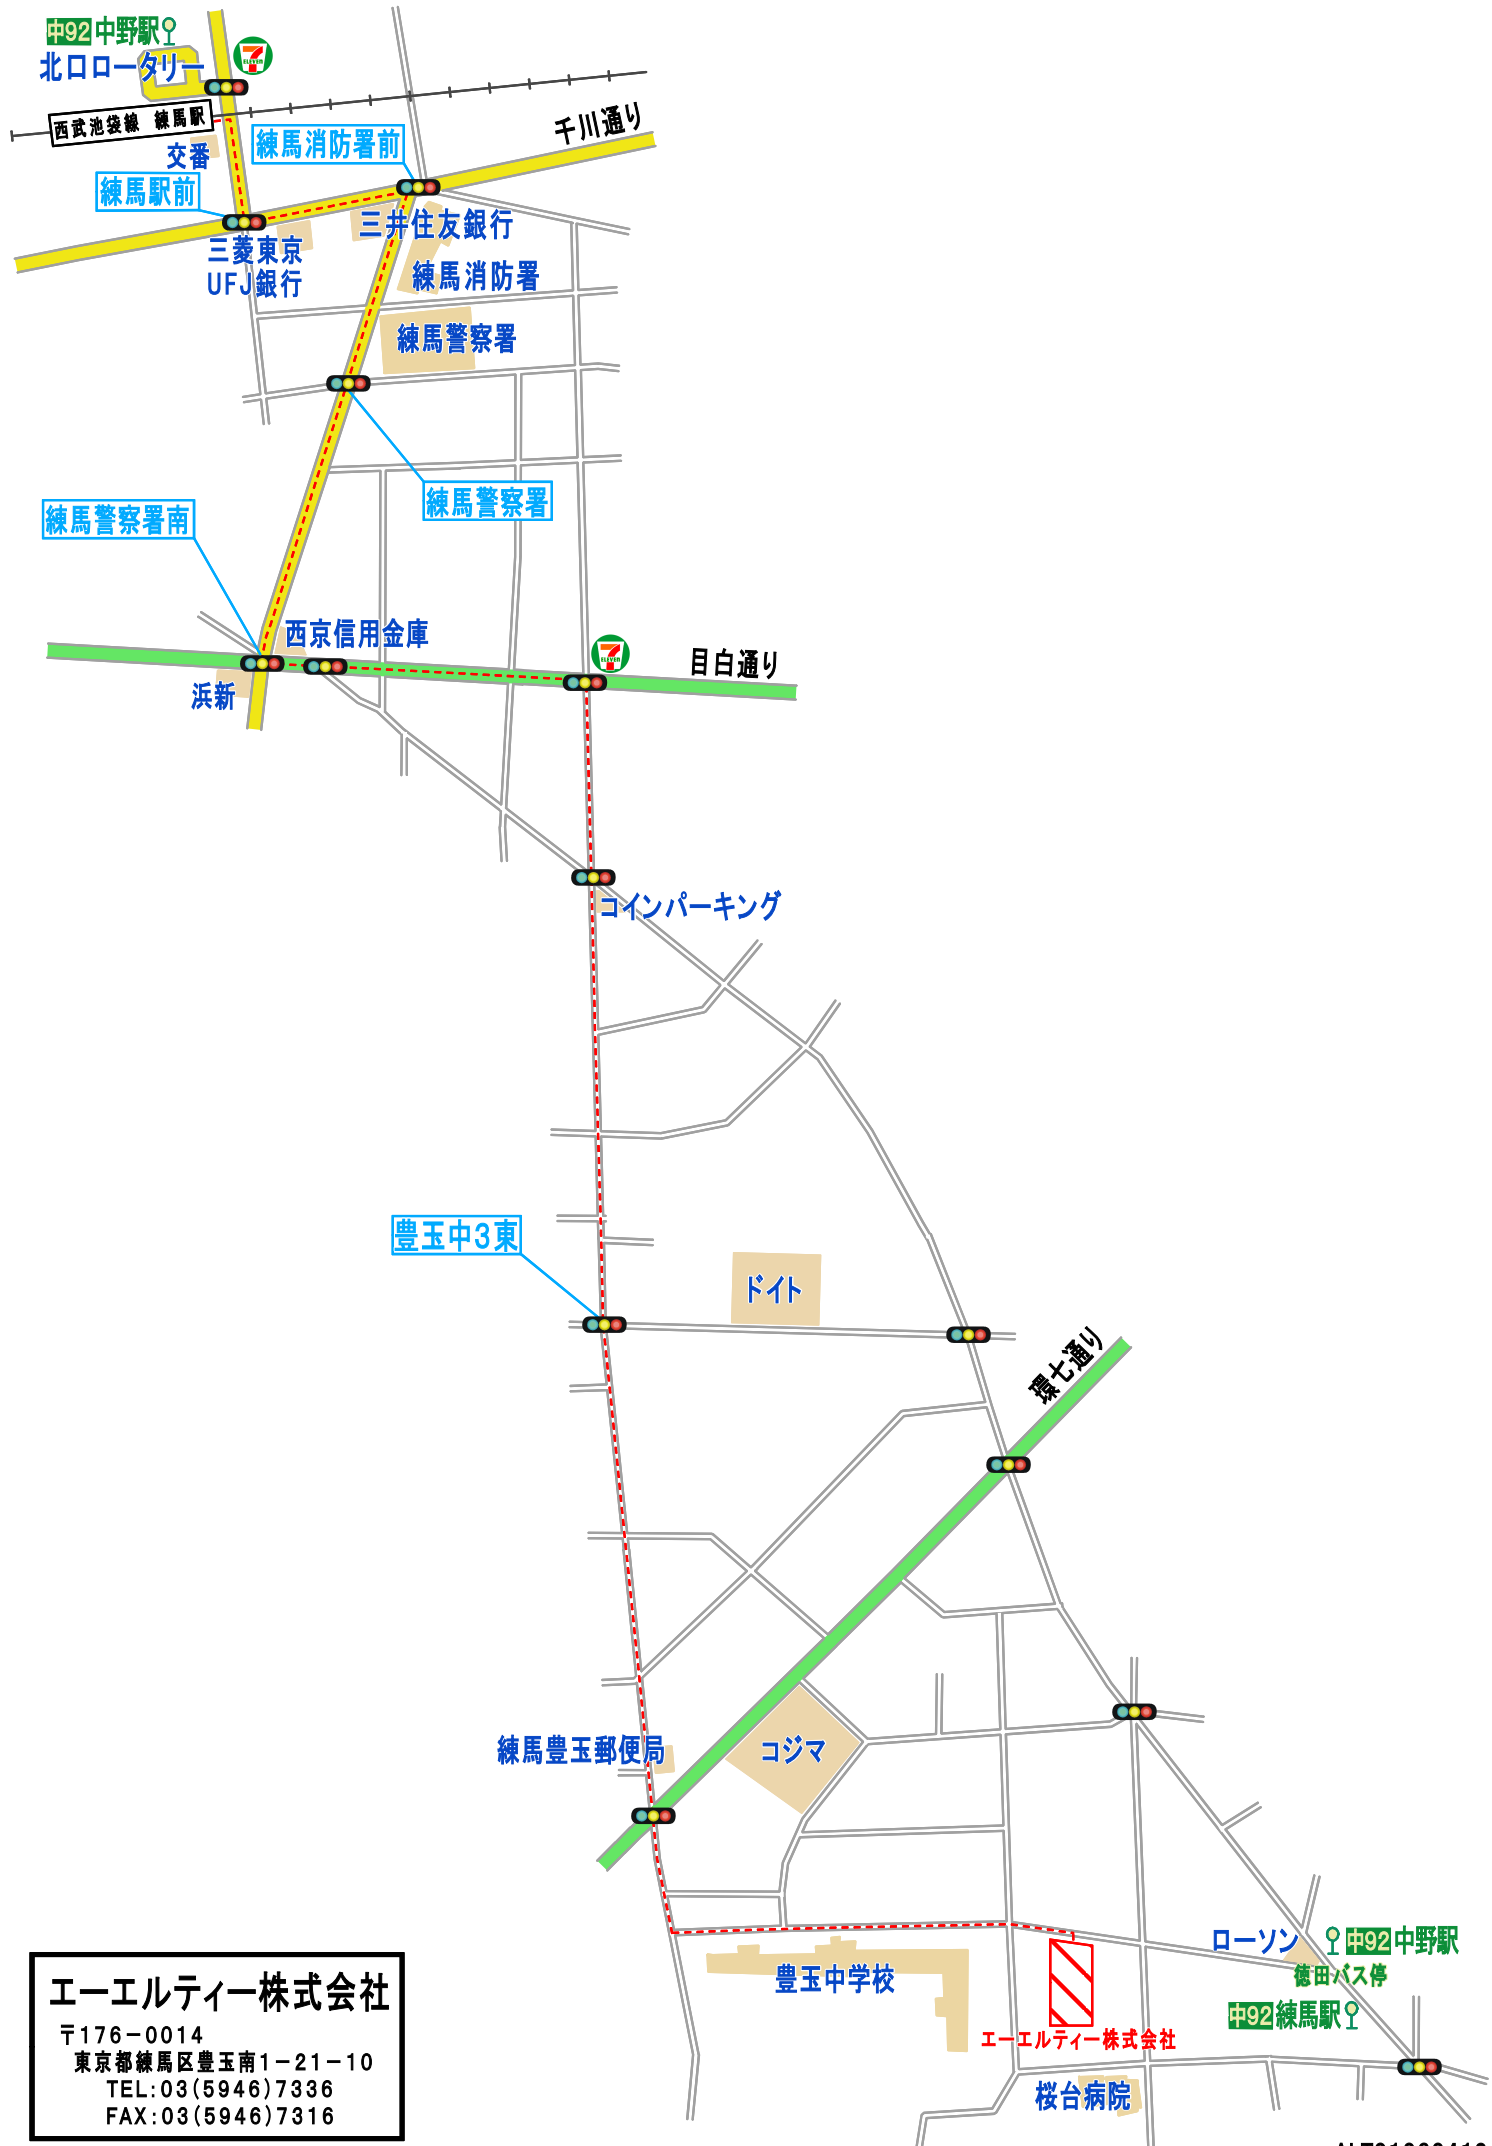 中92 中野駅
北口ロータリー
7
ELEVEN
西武池袋線 練馬駅
千川通り
交番
練馬消防署前
練馬駅前
三井住友銀行
三菱東京
UFJ銀行
練馬消防署
練馬警察署
練馬警察署
練馬警察署南
西京信用金庫
7
ELEVEN
目白通り
浜新
コインパーキング
豊玉中3東
ドイト
環七通り
練馬豊玉郵便局
コジマ
ローソン
中92 中野駅
徳田バス停
豊玉中学校
中92 練馬駅
エーエルティー株式会社
桜台病院
エーエルティー株式会社
〒176-0014
東京都練馬区豊玉南1-21-10
TEL:03(5946)7336
FAX:03(5946)7316